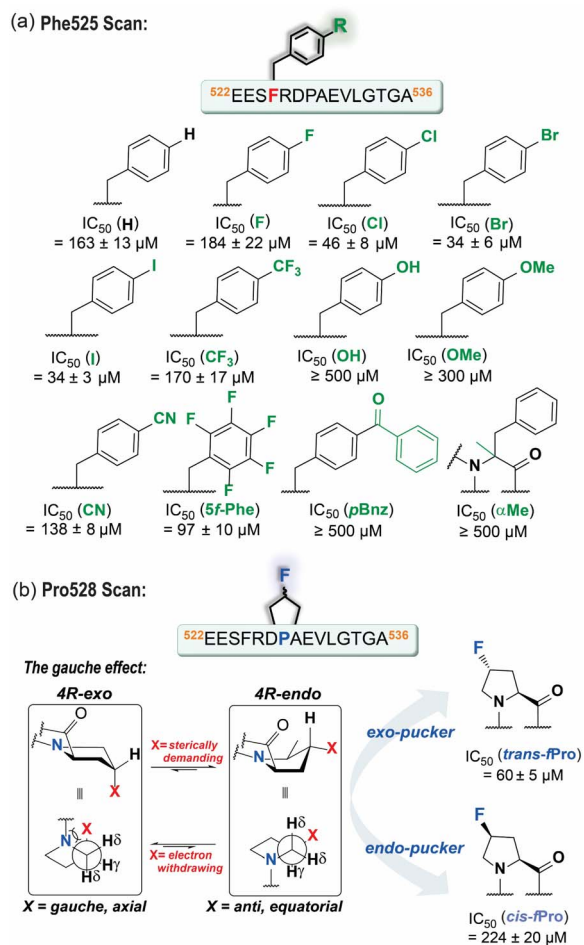 (a) Phe525 Scan:
R
522EESFRDPAEVLGTGA536
H
F
Cl
Br
IC50 (H)
= 163 ± 13 μM
IC50 (F)
= 184 ± 22 μM
IC50 (Cl)
= 46 ± 8 μM
IC50 (Br)
= 34 ± 6 μM
I
CF3
OH
OMe
IC50 (I)
= 34 ± 3 μM
IC50 (CF3)
= 170 ± 17 μM
IC50 (OH)
≥ 500 μM
IC50 (OMe)
≥ 300 μM
CN
F
F
F
F
F
O
N
O
IC50 (CN)
= 138 ± 8 μM
IC50 (5f-Phe)
= 97 ± 10 μM
IC50 (pBnz)
≥ 500 μM
IC50 (αMe)
≥ 500 μM
(b) Pro528 Scan:
F
522EESFRDPAEVLGTGA536
The gauche effect:
4R-exo
4R-endo
O
N
H
X
X= sterically
demanding
O
N
H
X
exo-pucker
F
N
O
IC50 (trans-fPro)
= 60 ± 5 μM
N
X
Hδ
Hγ
Hδ
X= electron
withdrawing
Hδ
X
N
Hδ
Hγ
endo-pucker
F
N
O
X = gauche, axial
X = anti, equatorial
IC50 (cis-fPro)
= 224 ± 20 μM